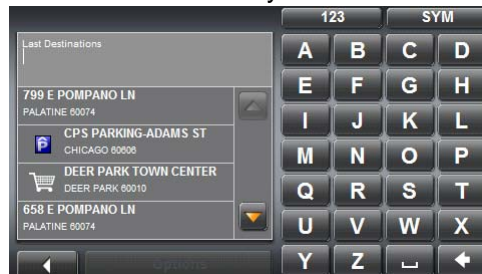 123 SYM
Last Destinations
799 E POMPANO LN
PALATINE 60074
CPS PARKING-ADAMS ST
CHICAGO 60606
DEER PARK TOWN CENTER
DEER PARK 60010
658 E POMPANO LN
PALATINE 60074
Options
A B C D
E F G H
I J K L
M N O P
Q R S T
U V W X
Y Z